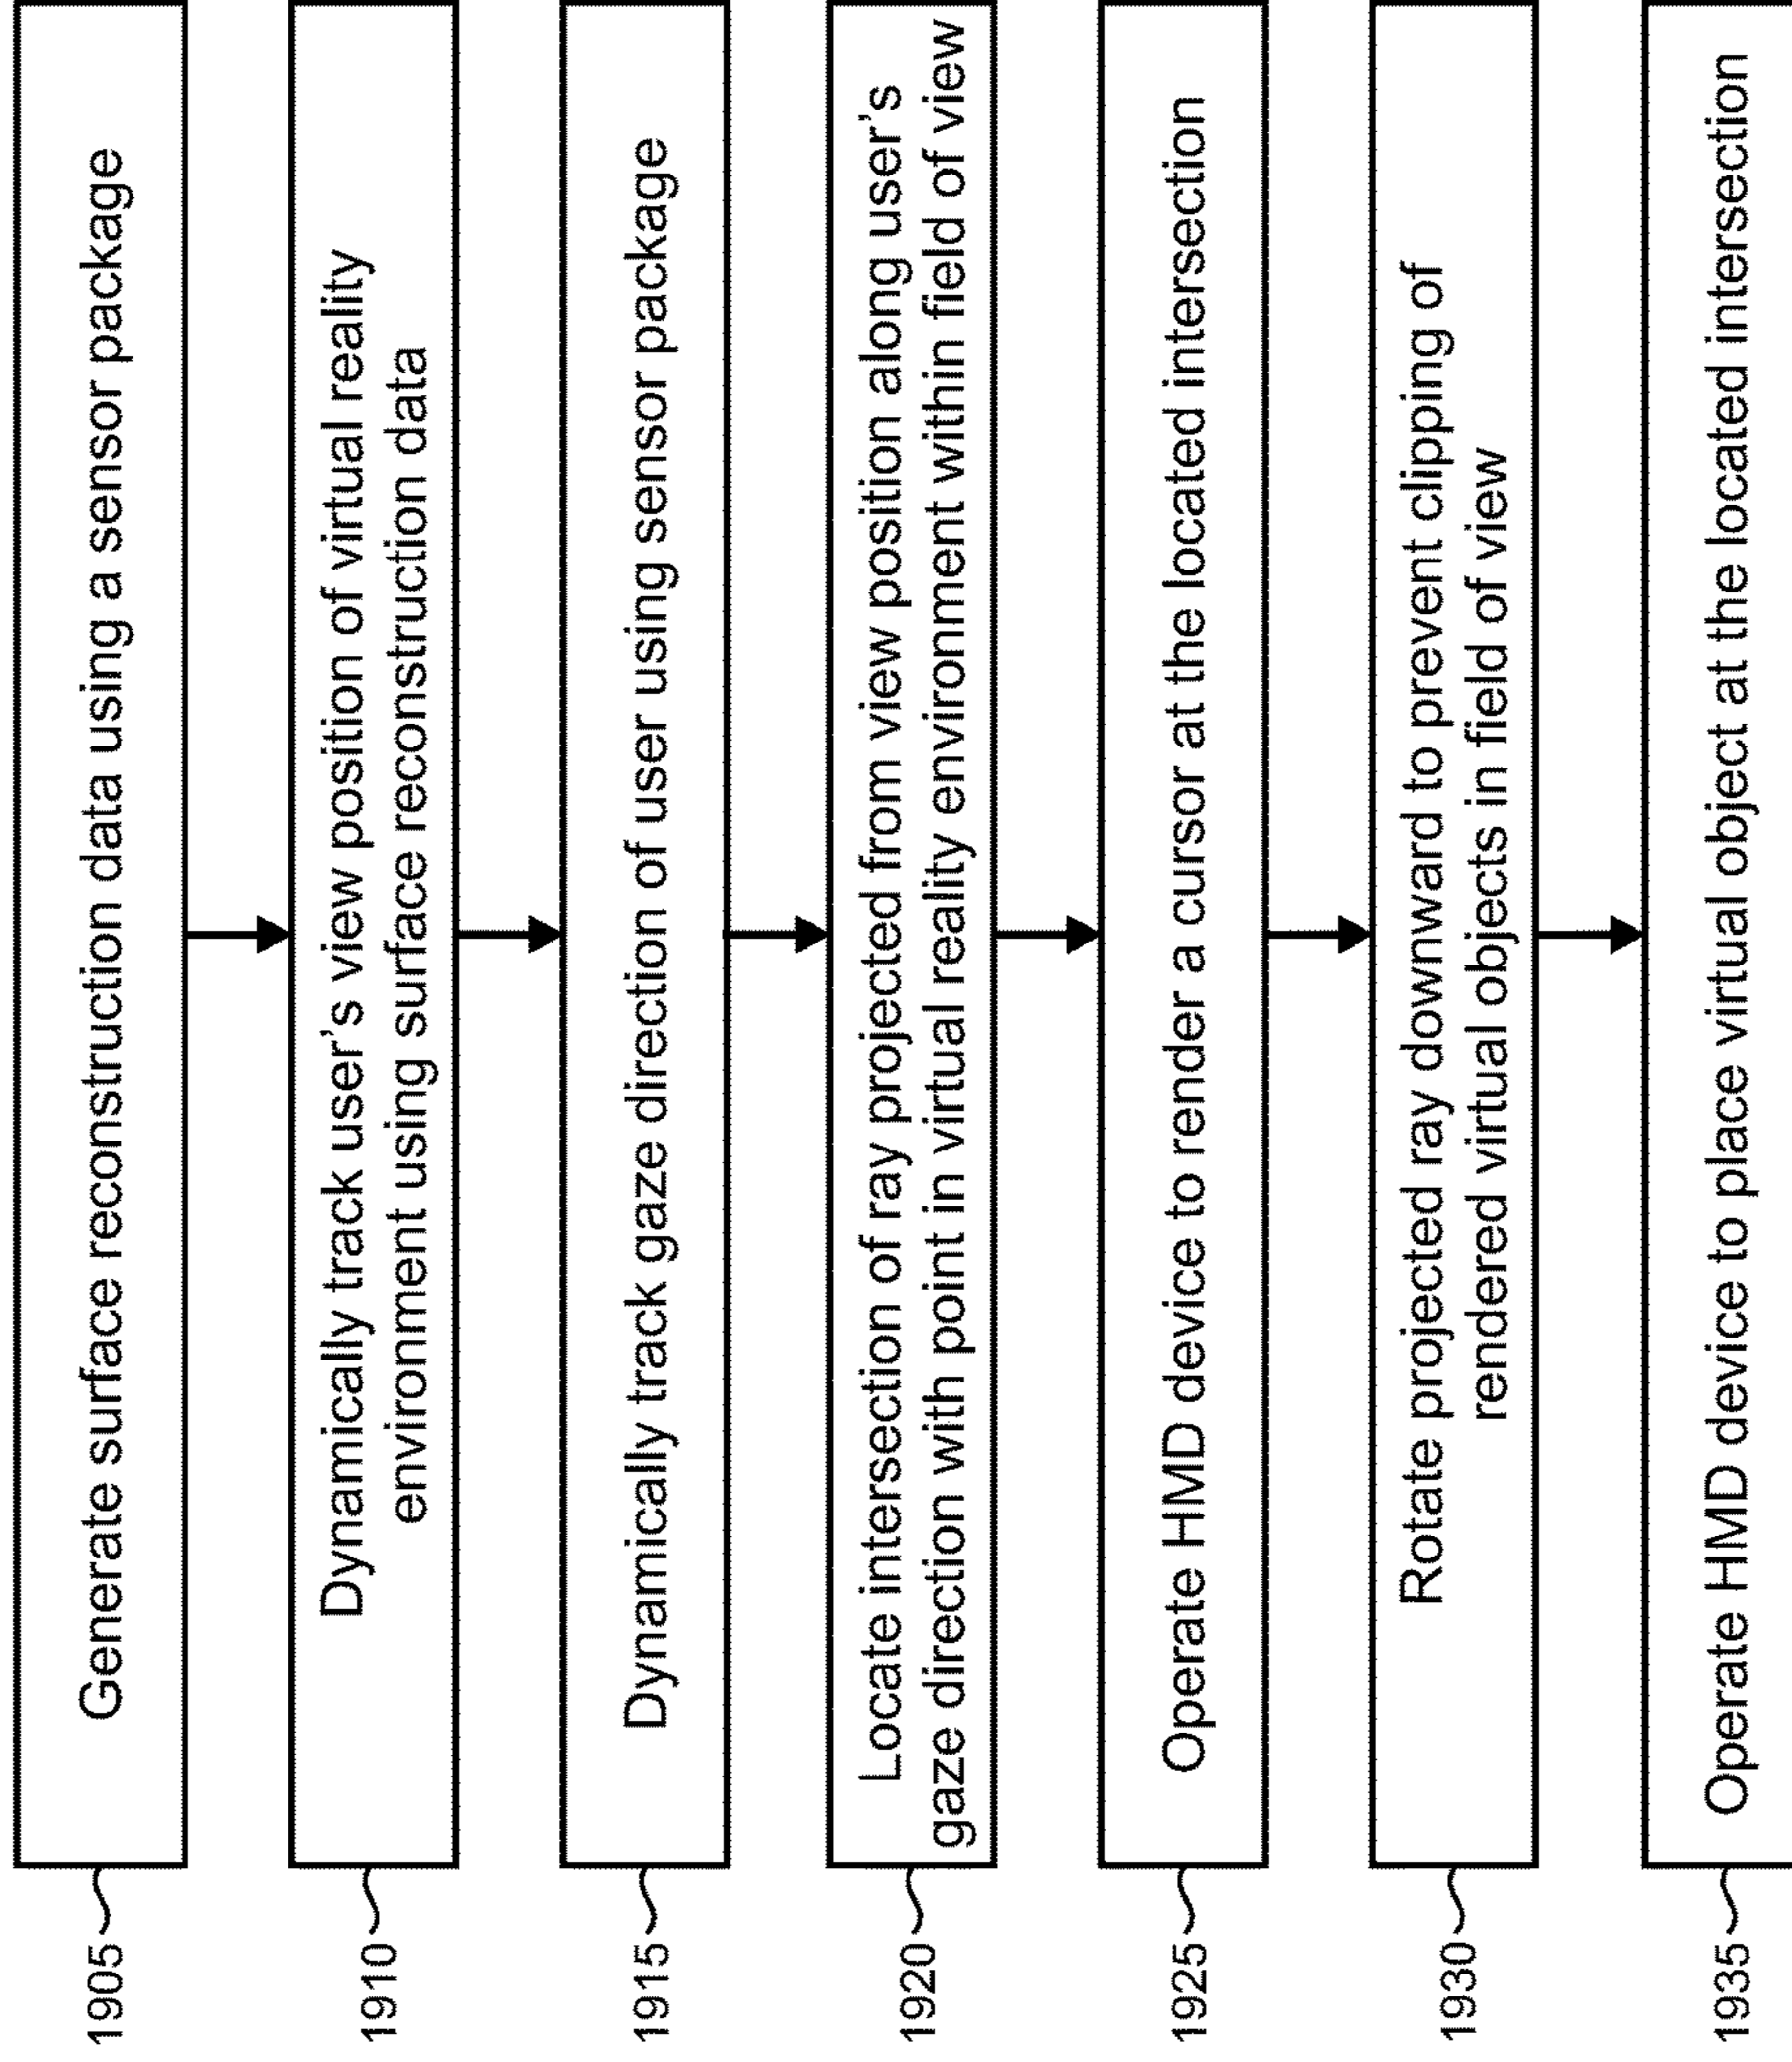 1905
Generate surface reconstruction data using a sensor package
1910
Dynamically track user's view position of virtual reality
environment using surface reconstruction data
1915
Dynamically track gaze direction of user using sensor package
1920
Locate intersection of ray projected from view position along user's
gaze direction with point in virtual reality environment within field of view
1925
Operate HMD device to render a cursor at the located intersection
1930
Rotate projected ray downward to prevent clipping of
rendered virtual objects in field of view
1935
Operate HMD device to place virtual object at the located intersection